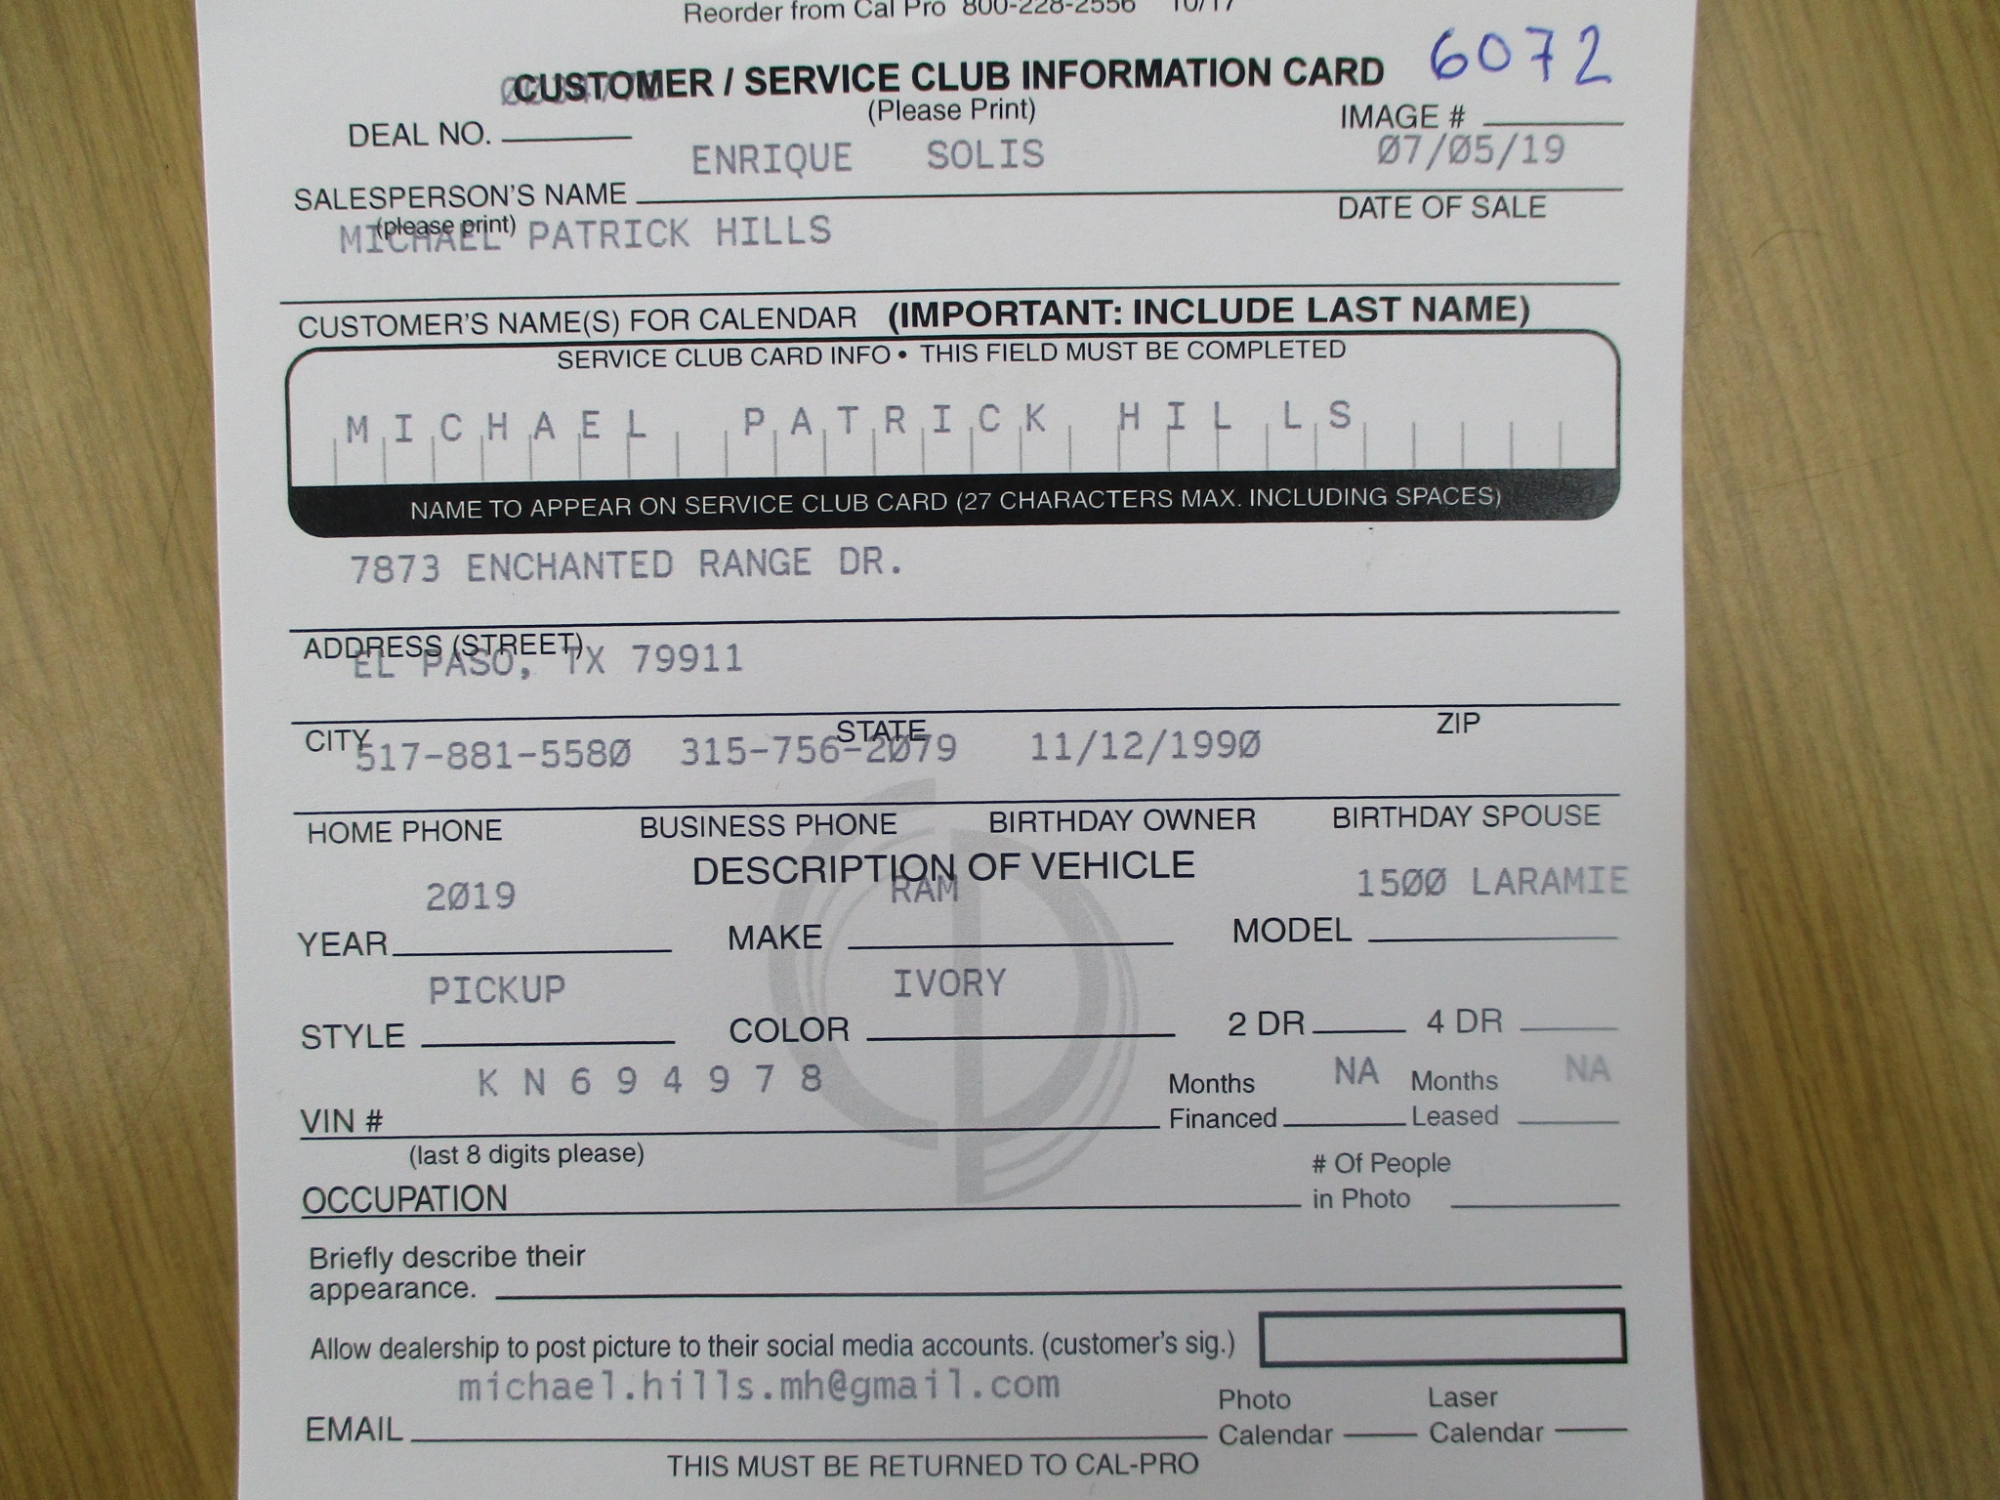 Reorder from Cal Pro 800-228-2556 10/17
CUSTOMER / SERVICE CLUB INFORMATION CARD 6072
(Please Print)
DEAL NO. IMAGE #
ENRIQUE SOLIS 07/05/19
SALESPERSON'S NAME DATE OF SALE
(please print)
MICHAEL PATRICK HILLS
CUSTOMER'S NAME(S) FOR CALENDAR (IMPORTANT: INCLUDE LAST NAME)
SERVICE CLUB CARD INFO • THIS FIELD MUST BE COMPLETED
MICHAEL PATRICK HILLS
NAME TO APPEAR ON SERVICE CLUB CARD (27 CHARACTERS MAX. INCLUDING SPACES)
7873 ENCHANTED RANGE DR.
ADDRESS (STREET)
EL PASO, TX 79911
CITY STATE ZIP
517-881-5580 315-756-2079 11/12/1990
HOME PHONE BUSINESS PHONE BIRTHDAY OWNER BIRTHDAY SPOUSE
DESCRIPTION OF VEHICLE
2019 RAM 1500 LARAMIE
YEAR MAKE MODEL
PICKUP IVORY
STYLE COLOR 2 DR 4 DR
KN694978 Months NA Months NA
VIN # Financed Leased
(last 8 digits please) # Of People
OCCUPATION in Photo
Briefly describe their
appearance.
Allow dealership to post picture to their social media accounts. (customer's sig.)
michael.hills.mh@gmail.com Photo Laser
EMAIL Calendar Calendar
THIS MUST BE RETURNED TO CAL-PRO